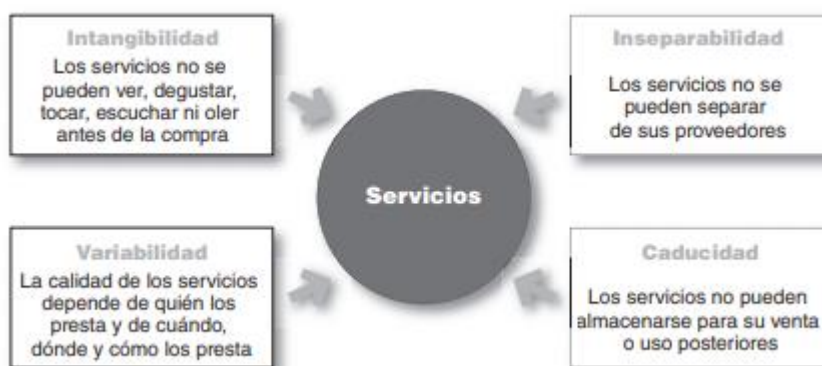 Intangibilidad
Los servicios no se
pueden ver, degustar,
tocar, escuchar ni oler
antes de la compra
Inseparabilidad
Los servicios no se
pueden separar
de sus proveedores
Servicios
Variabilidad
La calidad de los servicios
depende de quién los
presta y de cuándo,
dónde y cómo los presta
Caducidad
Los servicios no pueden
almacenarse para su venta
o uso posteriores